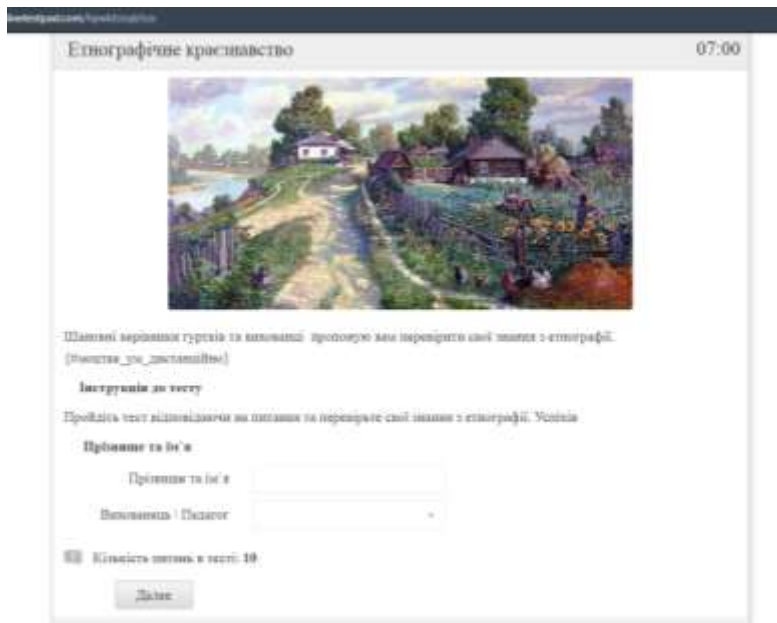 Етнографічне краєзнавство 07:00
Шановні керівники гуртків та вихованці пропоную вам перевірити свої знання з етнографії.
Інструкція до тесту
Пройдіть тест відповідаючи на питання та перевірьте свої знання з етнографії. Успіхів
Прізвище та ім'я
Прізвище та ім'я
Вихованець \ Педагог
Кількість питань в тесті: 10
Далее